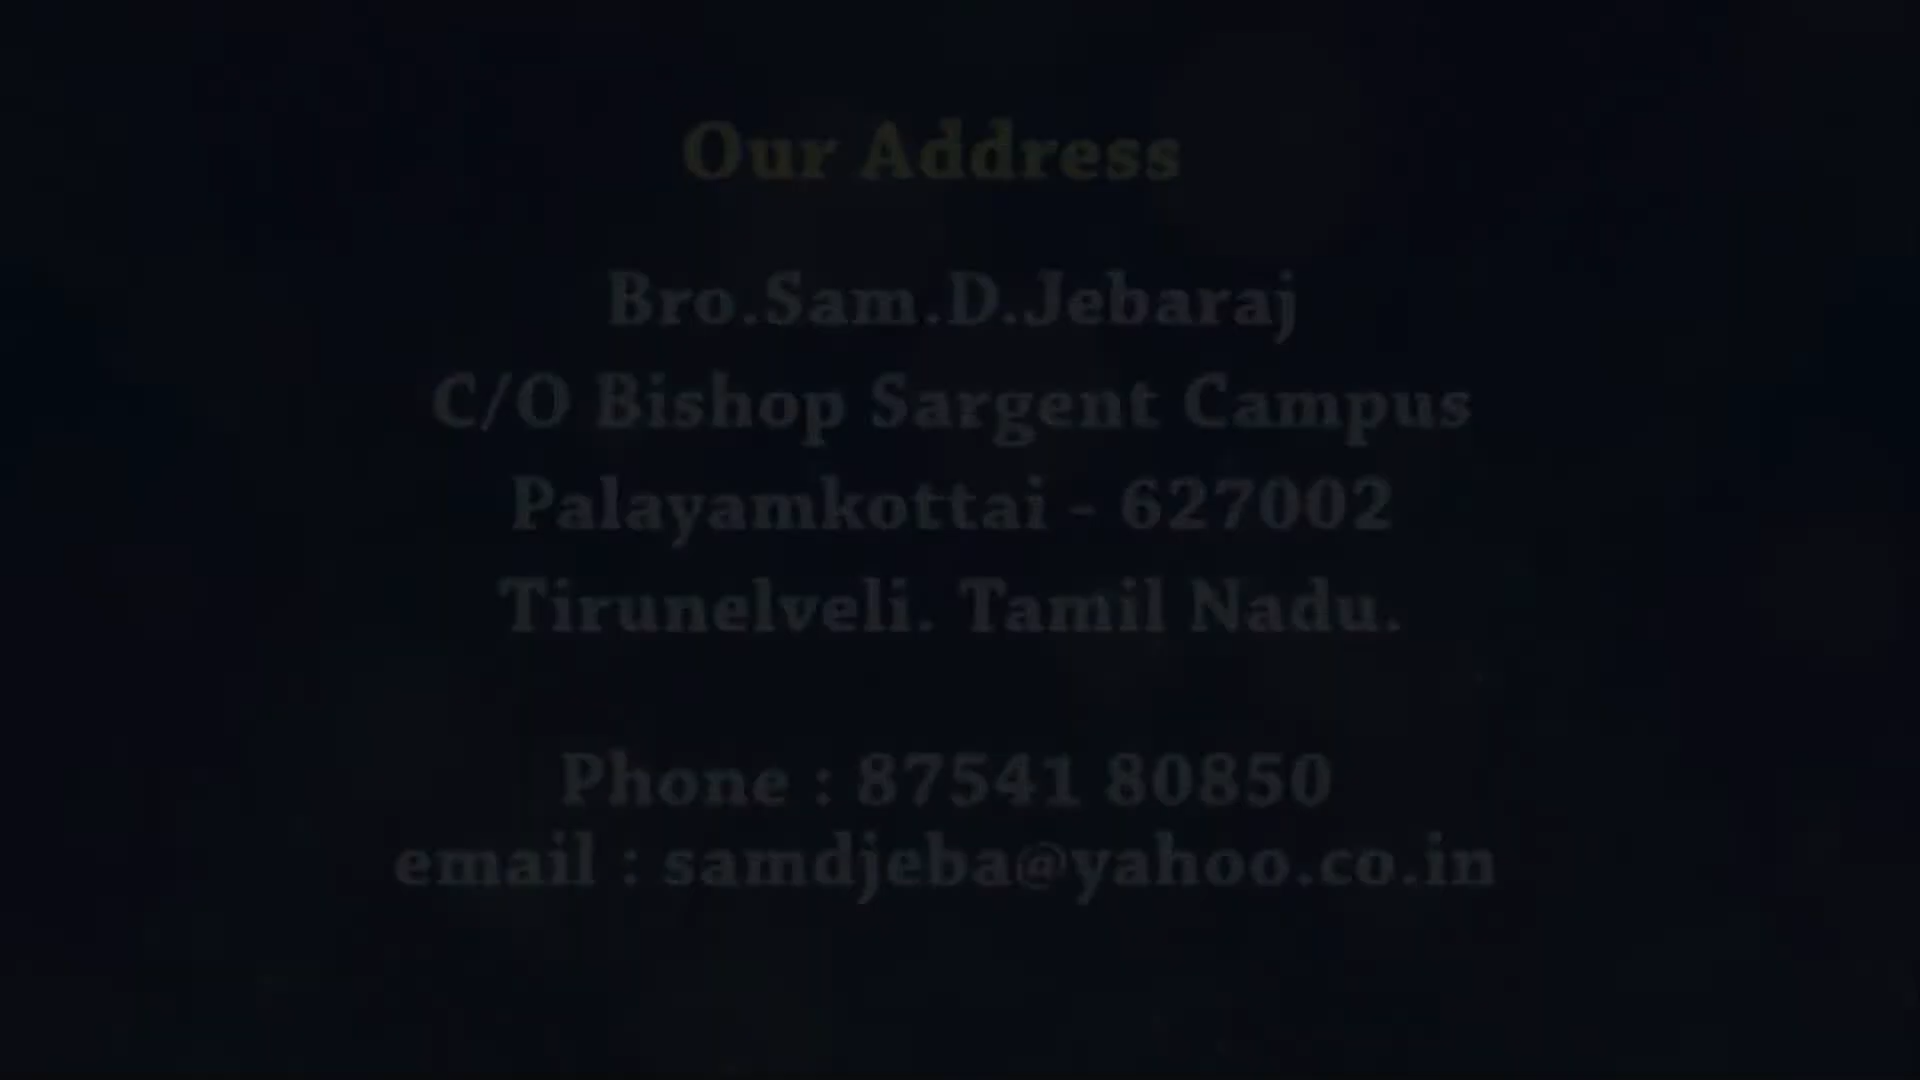 Our Address
Bro.Sam.D.Jebaraj
C/O Bishop Sargent Campus
Palayamkottai - 627002
Tirunelveli. Tamil Nadu.
Phone : 87541 80850
email : samdjeba@yahoo.co.in